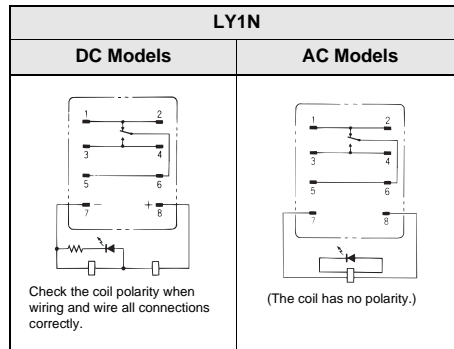 LY1N
DC Models
AC Models
1 2
3 4
5 6
− +
7 8
Check the coil polarity when
wiring and wire all connections
correctly.
1 2
3 4
5 6
7 8
(The coil has no polarity.)